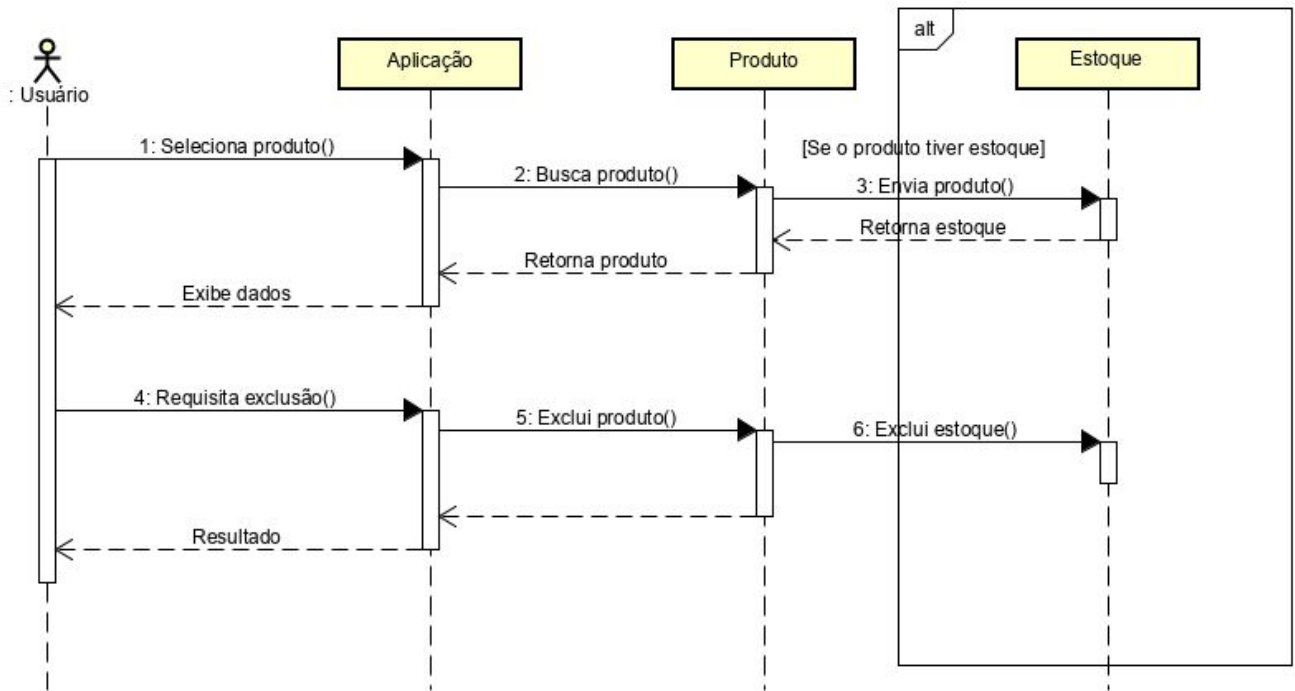 alt
Aplicação
Produto
Estoque
: Usuário
1: Seleciona produto()
[Se o produto tiver estoque]
2: Busca produto()
3: Envia produto()
Retorna estoque
Retorna produto
Exibe dados
4: Requisita exclusão()
5: Exclui produto()
6: Exclui estoque()
Resultado